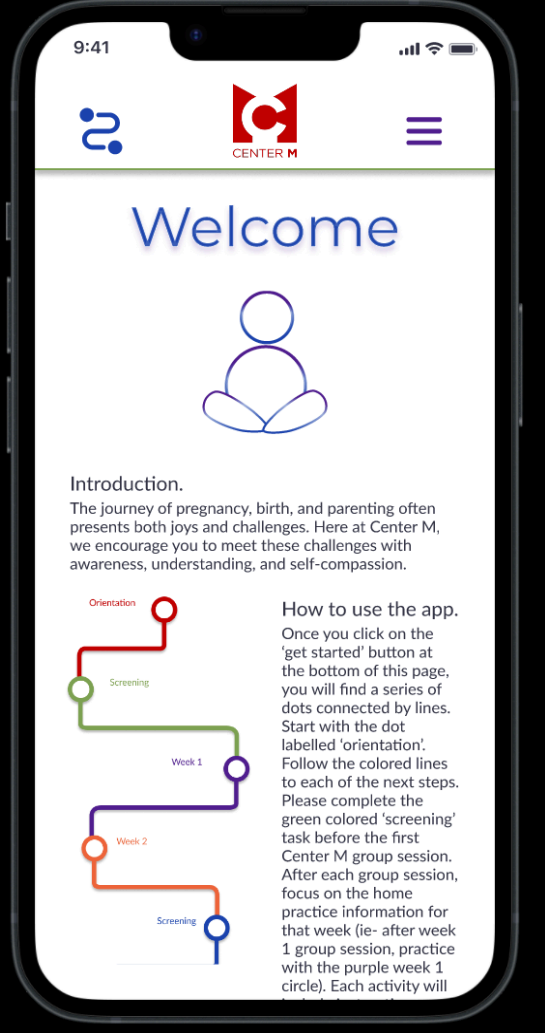 9:41
CENTER M
Welcome
Introduction.
The journey of pregnancy, birth, and parenting often
presents both joys and challenges. Here at Center M,
we encourage you to meet these challenges with
awareness, understanding, and self-compassion.
Orientation
Screening
Week 1
Week 2
Screening
How to use the app.
Once you click on the
‘get started’ button at
the bottom of this page,
you will find a series of
dots connected by lines.
Start with the dot
labelled ‘orientation’.
Follow the colored lines
to each of the next steps.
Please complete the
green colored ‘screening’
task before the first
Center M group session.
After each group session,
focus on the home
practice information for
that week (ie- after week
1 group session, practice
with the purple week 1
circle). Each activity will